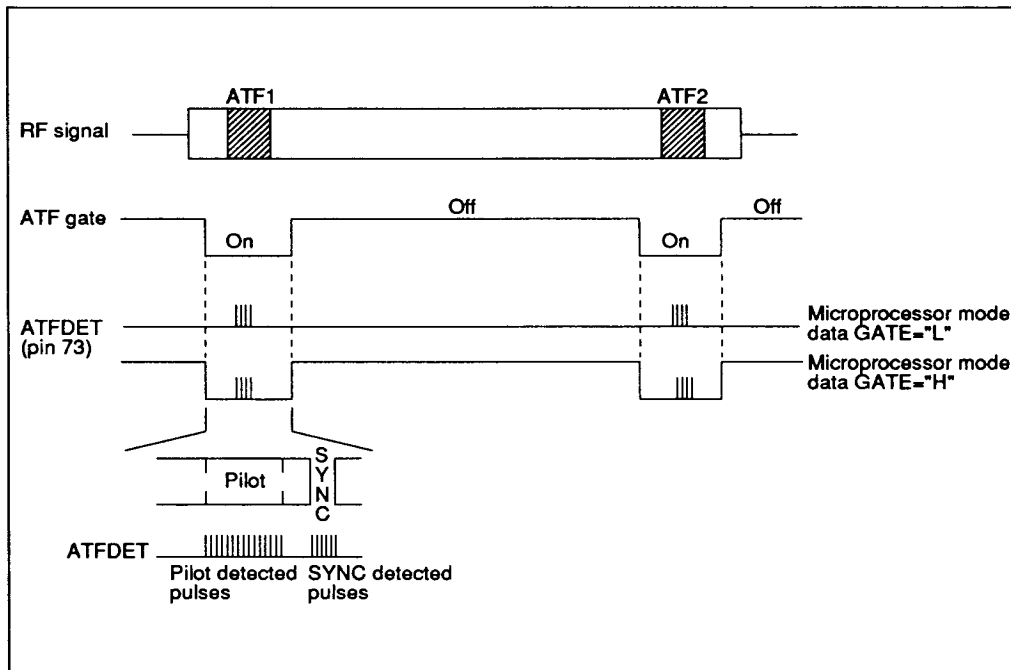 ATF1
ATF2
RF signal
ATF gate
On
Off
On
Off
ATFDET
(pin 73)
Microprocessor mode
data GATE="L"
Microprocessor mode
data GATE="H"
Pilot
SYNC
ATFDET
Pilot detected
pulses
SYNC detected
pulses